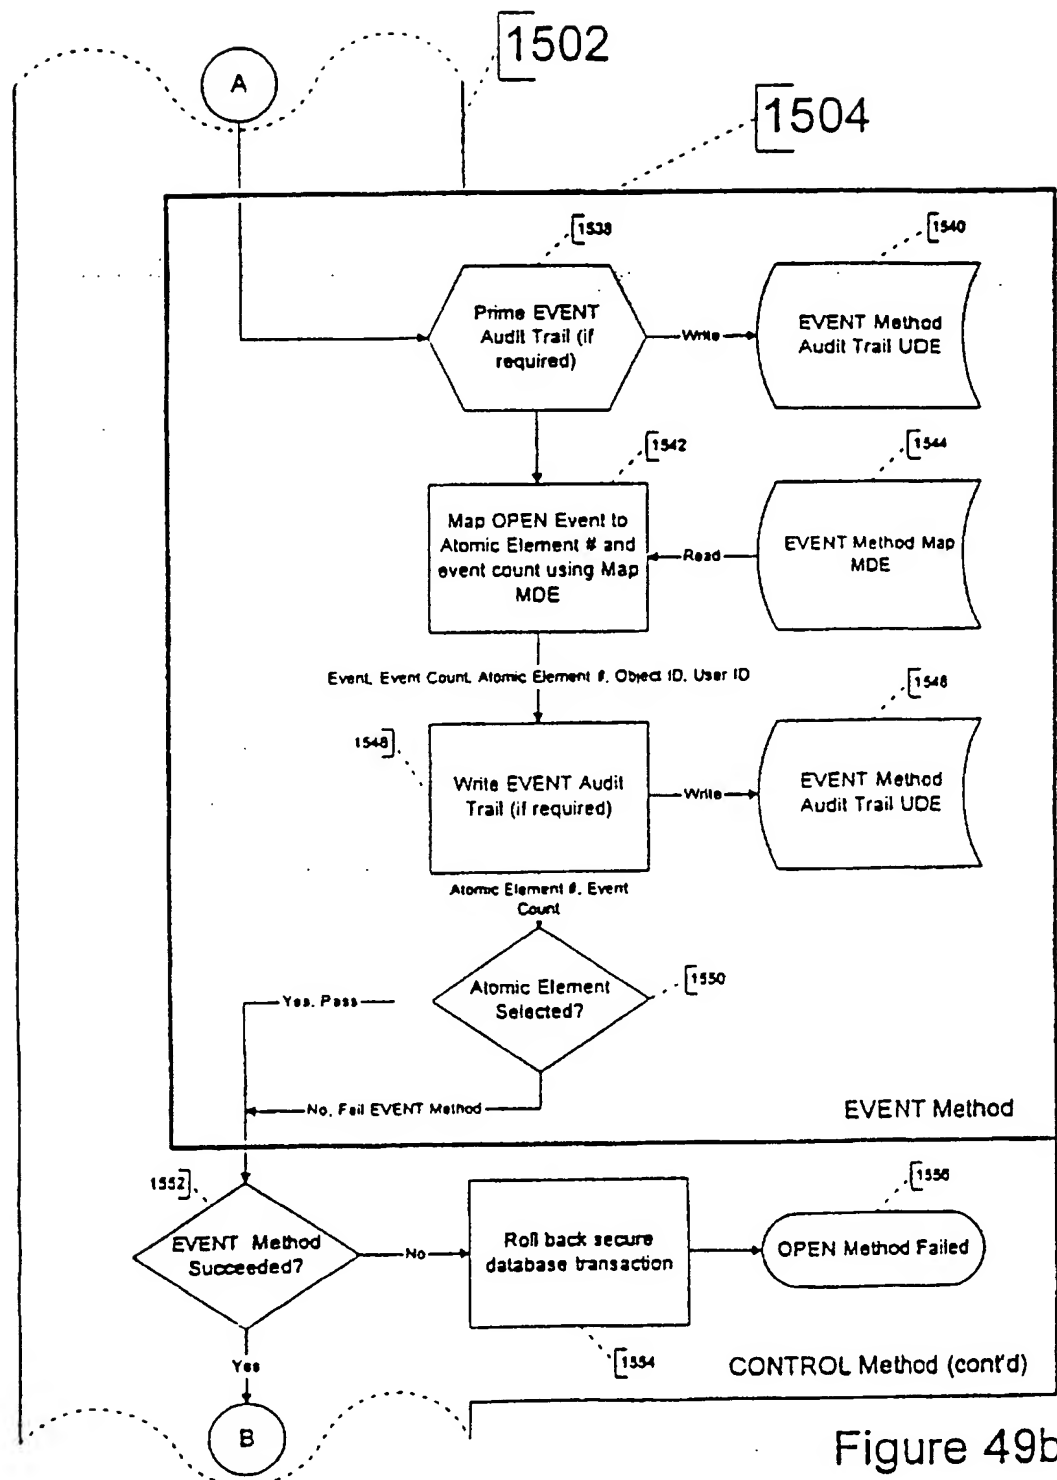 1502
A
1504
1538
1540
Prime EVENT
Audit Trail (if
required)
Write
EVENT Method
Audit Trail UDE
1542
1544
Map OPEN Event to
Atomic Element # and
event count using Map
MDE
Read
EVENT Method Map
MDE
Event, Event Count, Atomic Element #, Object ID, User ID
1548
1546
Write EVENT Audit
Trail (if required)
Write
EVENT Method
Audit Trail UDE
Atomic Element #, Event
Count
Atomic Element
Selected?
1550
Yes, Pass
No, Fail EVENT Method
EVENT Method
1552
EVENT Method
Succeeded?
No
Roll back secure
database transaction
1556
OPEN Method Failed
Yes
1554
CONTROL Method (cont'd)
B
Figure 49b